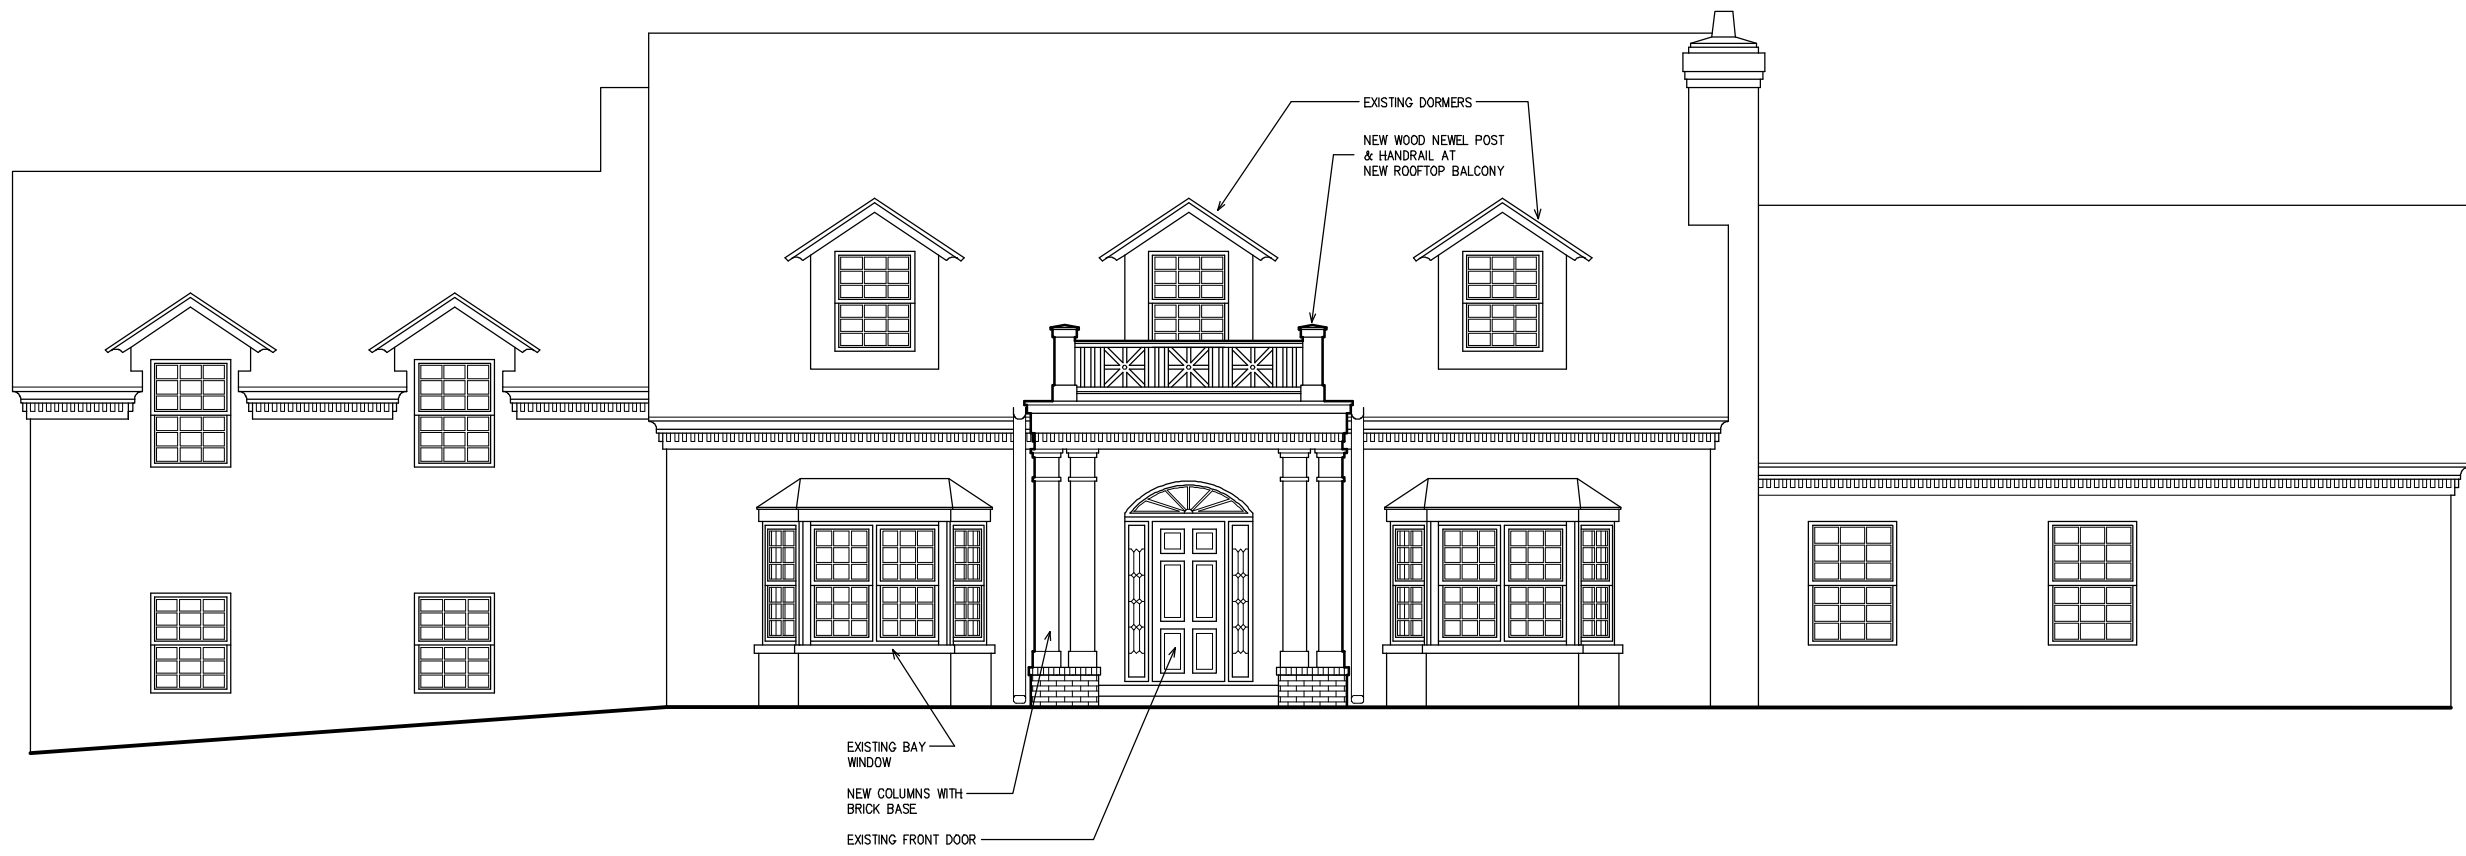 EXISTING DORMERS
NEW WOOD NEWEL POST
& HANDRAIL AT
NEW ROOFTOP BALCONY
EXISTING BAY
WINDOW
NEW COLUMNS WITH
BRICK BASE
EXISTING FRONT DOOR